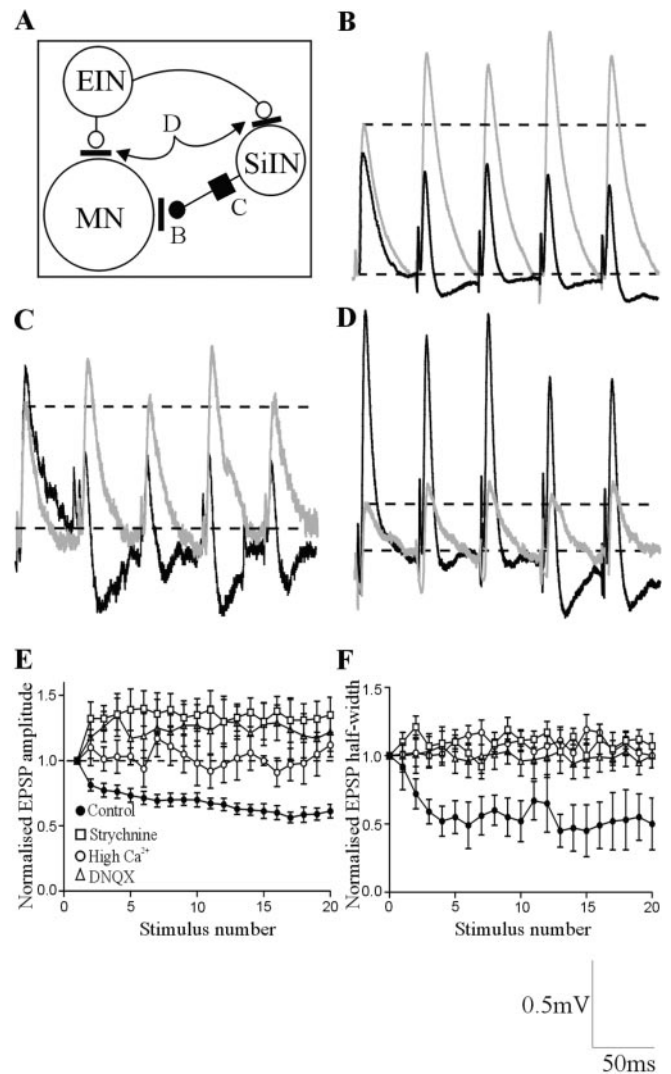 A
EIN
D
SiIN
MN
B
C
B
C
D
E
Normalised EPSP amplitude
1.5
1.0
0.5
0.0
Control
Strychnine
High Ca²⁺
DNQX
0
5
10
15
20
Stimulus number
F
Normalised EPSP half-width
1.5
1.0
0.5
0.0
0
5
10
15
20
Stimulus number
0.5mV
50ms